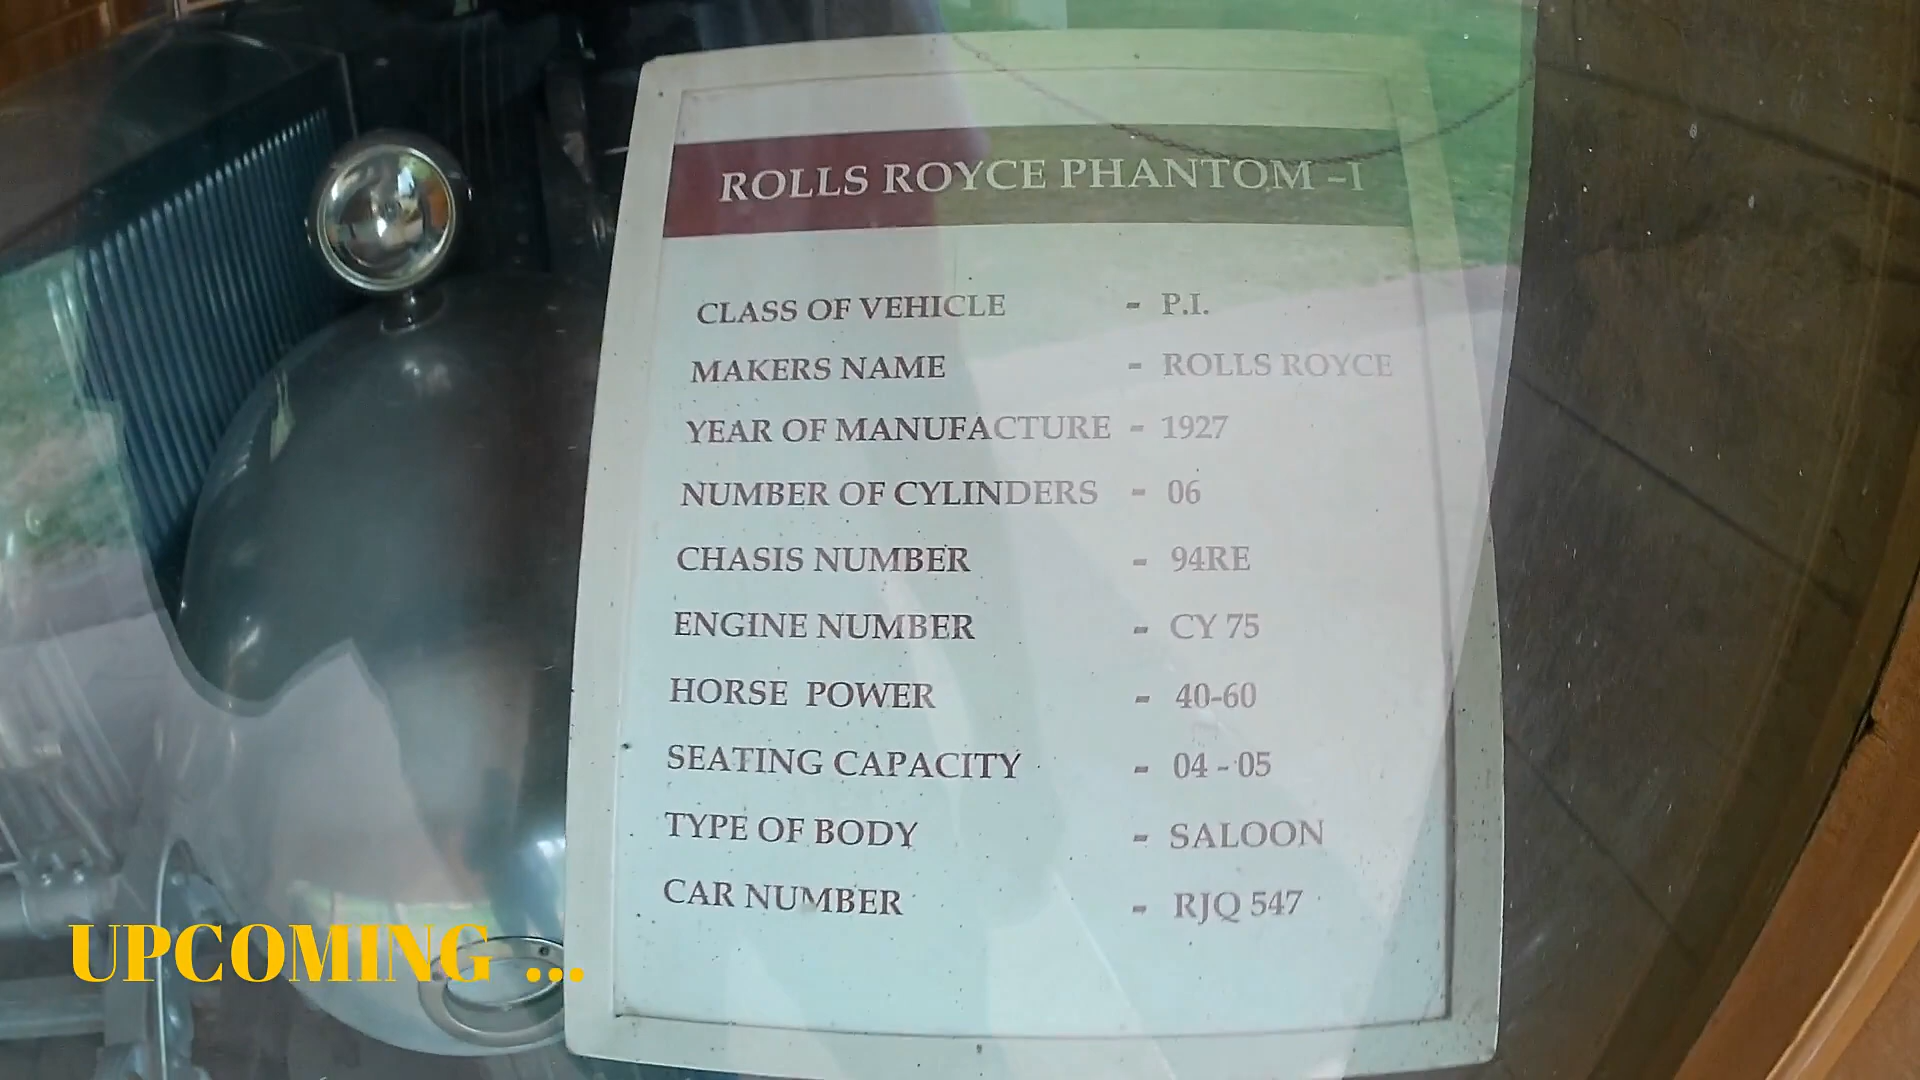 ROLLS ROYCE PHANTOM -I
CLASS OF VEHICLE - P.I.
MAKERS NAME - ROLLS ROYCE
YEAR OF MANUFACTURE - 1927
NUMBER OF CYLINDERS - 06
CHASIS NUMBER - 94RE
ENGINE NUMBER - CY 75
HORSE POWER - 40-60
SEATING CAPACITY - 04 - 05
TYPE OF BODY - SALOON
CAR NUMBER - RJQ 547
UPCOMING ...